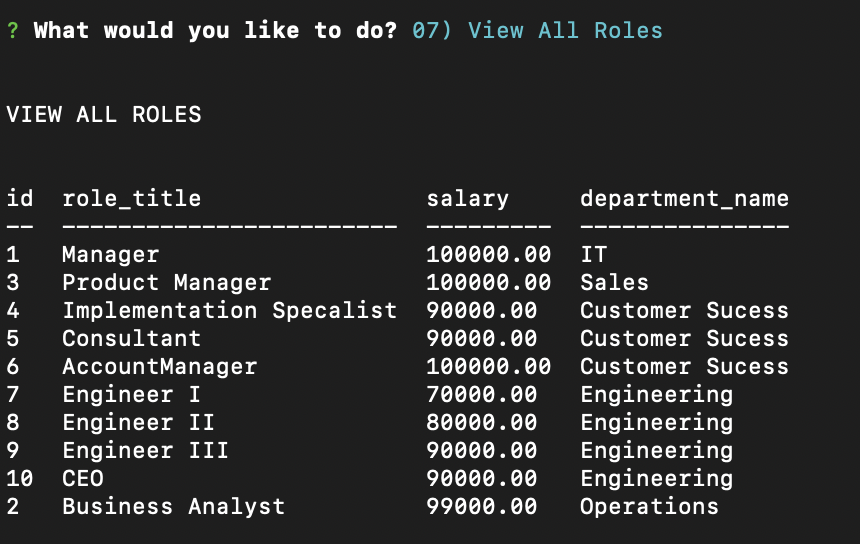 ? What would you like to do? 07) View All Roles
VIEW ALL ROLES
id  role_title                salary     department_name
--  ------------------------  ---------  ---------------
1   Manager                   100000.00  IT
3   Product Manager           100000.00  Sales
4   Implementation Specalist  90000.00   Customer Sucess
5   Consultant                90000.00   Customer Sucess
6   AccountManager            100000.00  Customer Sucess
7   Engineer I                70000.00   Engineering
8   Engineer II               80000.00   Engineering
9   Engineer III              90000.00   Engineering
10  CEO                       90000.00   Engineering
2   Business Analyst          99000.00   Operations